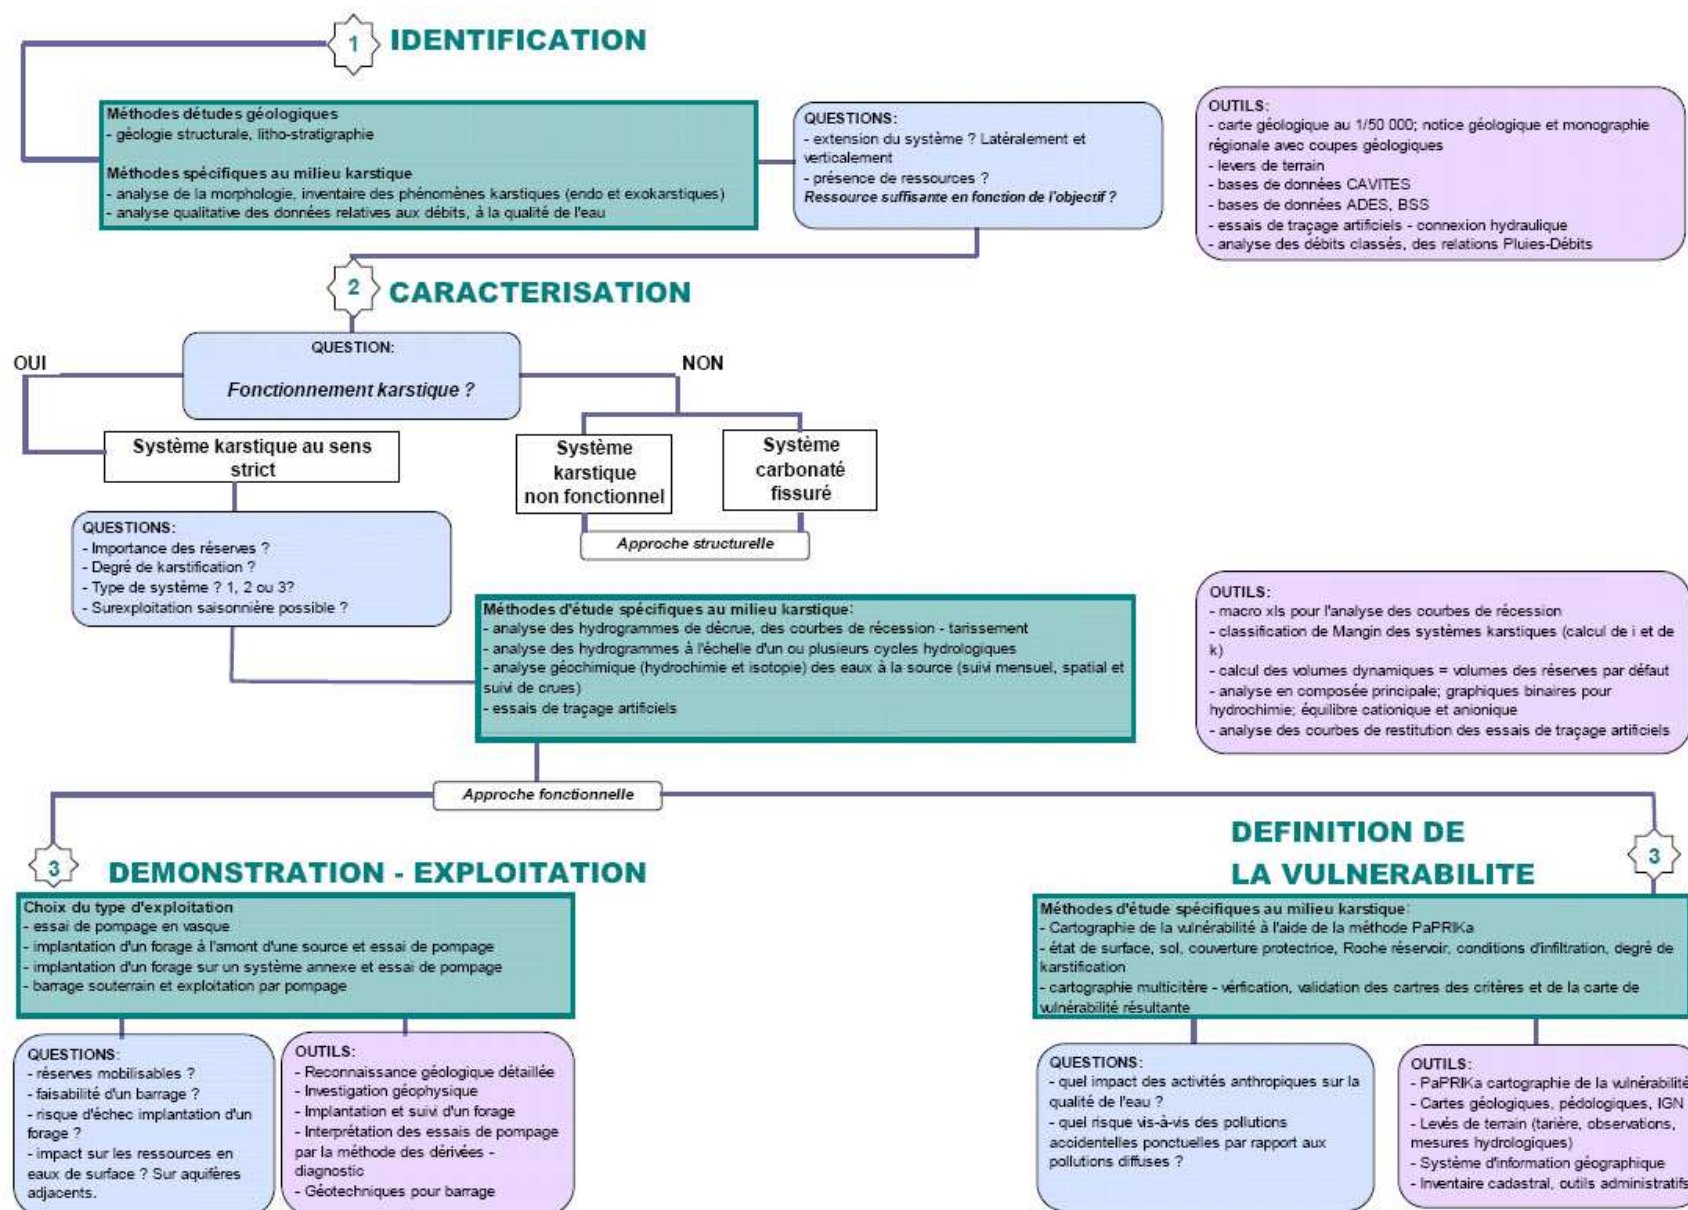 1 IDENTIFICATION
Méthodes détudes géologiques
- géologie structurale, litho-stratigraphie
Méthodes spécifiques au milieu karstique
- analyse de la morphologie, inventaire des phénomènes karstiques (endo et exokarstiques)
- analyse qualitative des données relatives aux débits, à la qualité de l'eau
QUESTIONS:
- extension du système ? Latéralement et
verticalement
- présence de ressources ?
Ressource suffisante en fonction de l'objectif ?
OUTILS:
- carte géologique au 1/50 000; notice géologique et monographie
régionale avec coupes géologiques
- levers de terrain
- bases de données CAVITES
- bases de données ADES, BSS
- essais de traçage artificiels - connexion hydraulique
- analyse des débits classés, des relations Pluies-Débits
2 CARACTERISATION
QUESTION:
Fonctionnement karstique ?
OUI
NON
Système karstique au sens
strict
Système
karstique
non fonctionnel
Système
carbonaté
fissuré
Approche structurelle
QUESTIONS:
- Importance des réserves ?
- Degré de karstification ?
- Type de système ? 1, 2 ou 3?
- Surexploitation saisonnière possible ?
Méthodes d'étude spécifiques au milieu karstique:
- analyse des hydrogrammes de décrue, des courbes de récession - tarissement
- analyse des hydrogrammes à l'échelle d'un ou plusieurs cycles hydrologiques
- analyse géochimique (hydrochimie et isotopie) des eaux à la source (suivi mensuel, spatial et
suivi de crues)
- essais de traçage artificiels
OUTILS:
- macro xls pour l'analyse des courbes de récession
- classification de Mangin des systèmes karstiques (calcul de i et de
k)
- calcul des volumes dynamiques = volumes des réserves par défaut
- analyse en composée principale; graphiques binaires pour
hydrochimie; équilibre cationique et anionique
- analyse des courbes de restitution des essais de traçage artificiels
Approche fonctionnelle
3 DEMONSTRATION - EXPLOITATION
Choix du type d'exploitation
- essai de pompage en vasque
- implantation d'un forage à l'amont d'une source et essai de pompage
- implantation d'un forage sur un système annexe et essai de pompage
- barrage souterrain et exploitation par pompage
QUESTIONS:
- réserves mobilisables ?
- faisabilité d'un barrage ?
- risque d'échec implantation d'un
forage ?
- impact sur les ressources en
eaux de surface ? Sur aquifères
adjacents.
OUTILS:
- Reconnaissance géologique détaillée
- Investigation géophysique
- Implantation et suivi d'un forage
- Interprétation des essais de pompage
par la méthode des dérivées -
diagnostic
- Géotechniques pour barrage
DEFINITION DE
LA VULNERABILITE
3
Méthodes d'étude spécifiques au milieu karstique:
- Cartographie de la vulnérabilité à l'aide de la méthode PaPRIKa
- état de surface, sol, couverture protectrice, Roche réservoir, conditions d'infiltration, degré de
karstification
- cartographie multicitère - vérfication, validation des cartres des critères et de la carte de
vulnérabilité résultante
QUESTIONS:
- quel impact des activités anthropiques sur la
qualité de l'eau ?
- quel risque vis-à-vis des pollutions
accidentelles ponctuelles par rapport aux
pollutions diffuses ?
OUTILS:
- PaPRIKa cartographie de la vulnérabilité
- Cartes géologiques, pédologiques, IGN
- Levés de terrain (tarière, observations,
mesures hydrologiques)
- Système d'information géographique
- Inventaire cadastral, outils administratifs